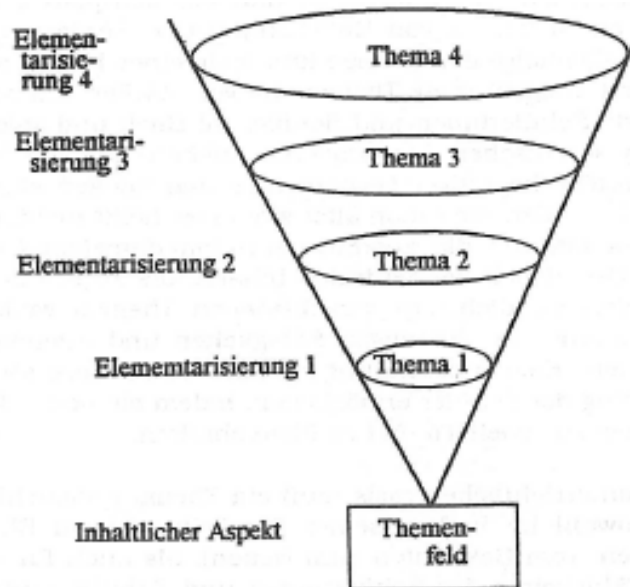 Elemen-
tarisie-
rung 4
Thema 4
Elementari-
sierung 3
Thema 3
Elementarisierung 2
Thema 2
Elememtarisierung 1
Thema 1
Inhaltlicher Aspekt
Themen-
feld